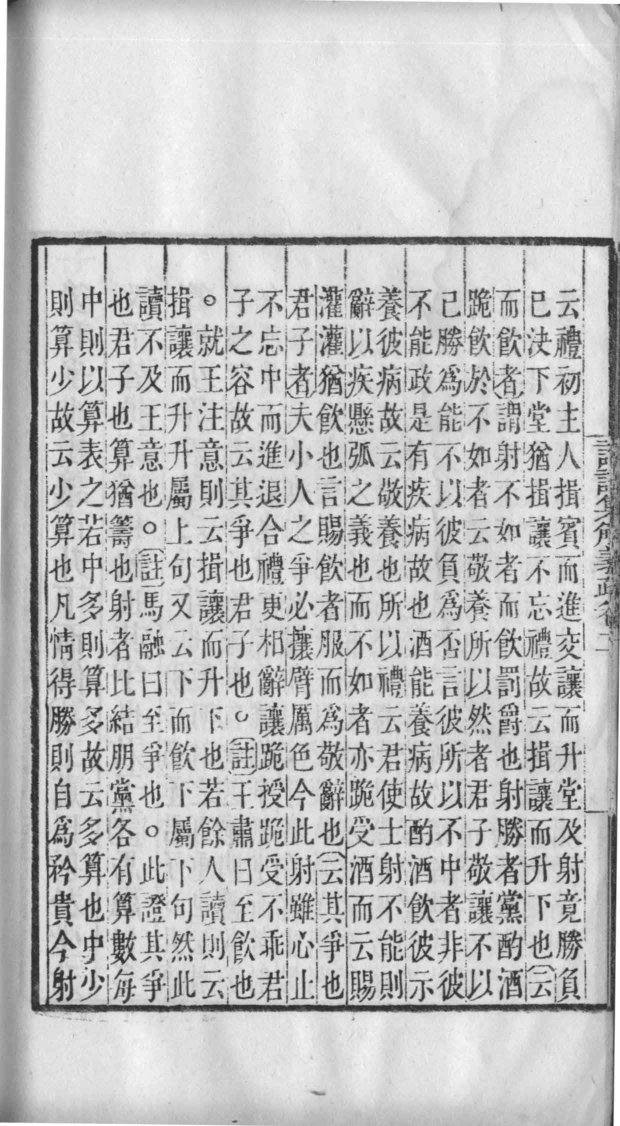 云禮初主人揖賓而進交讓而升堂及射竟勝負
已決下堂猶揖讓不忘禮故云揖讓而升下也云
而飲者謂射不如者而飲罰爵也射勝者黨酌酒
跪飲於不如者云敬養所以然者君子敬讓不以
己勝爲能不以彼負爲否言彼所以不中者非彼
不能政是有疾病故也酒能養病故酌酒飲彼示
養彼病故云敬養也所以禮云君使士射不能則
辭以疾懸弧之義也而不如者亦跪受酒而云賜
灌灌猶飲也言賜飲者服而爲敬辭也云其爭也
君子者夫小人之爭必攘臂厲色今此射雖心止
不忘中而進退合禮更相辭讓跪授跪受不乖君
子之容故云其爭也君子也。註王肅曰至飲也
。就王注意則云揖讓而升下也若餘人讀則云
揖讓而升升屬上句又云下而飲下屬下句然此
讀不及王意也。註馬融曰至爭也。此證其爭
也君子也算猶籌也射者比結朋黨各有算數每
中則以算表之若中多則算多故云多算也中少
則算少故云少算也凡情得勝則自爲矜貴今射